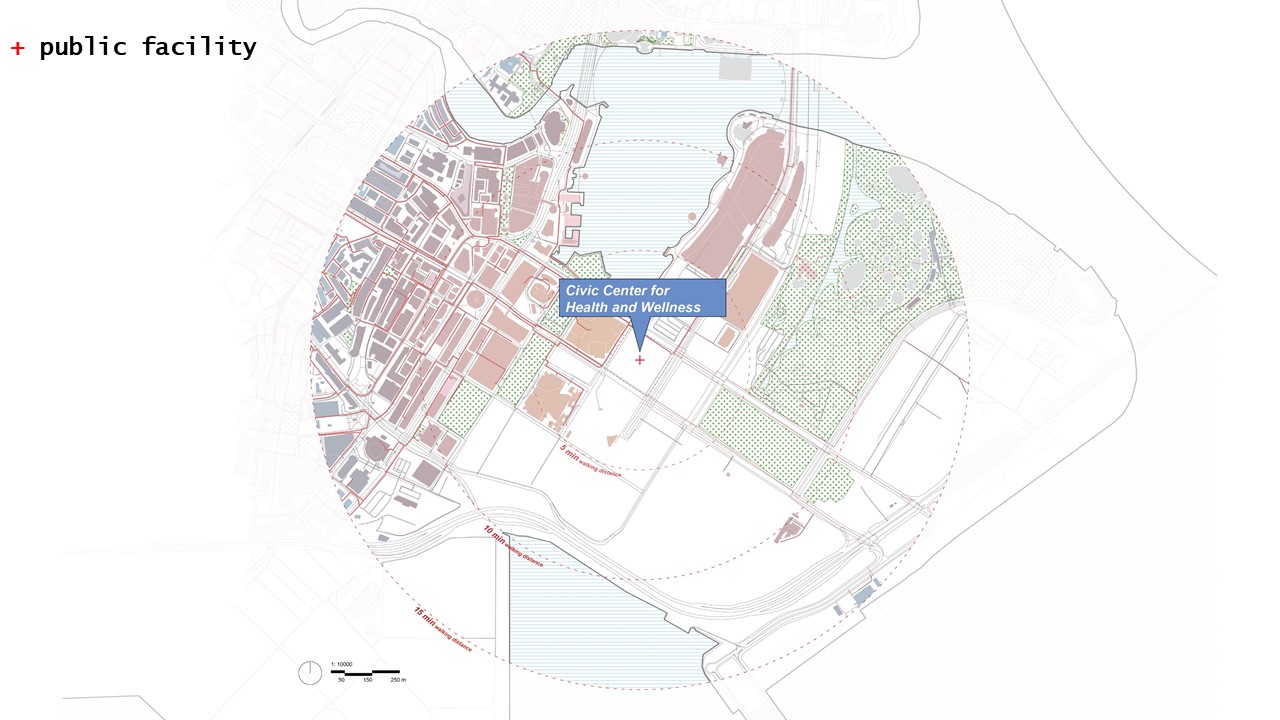 + public facility
Civic Center for
Health and Wellness
5 min walking distance
10 min walking distance
15 min walking distance
1: 10000
50 150 250 m